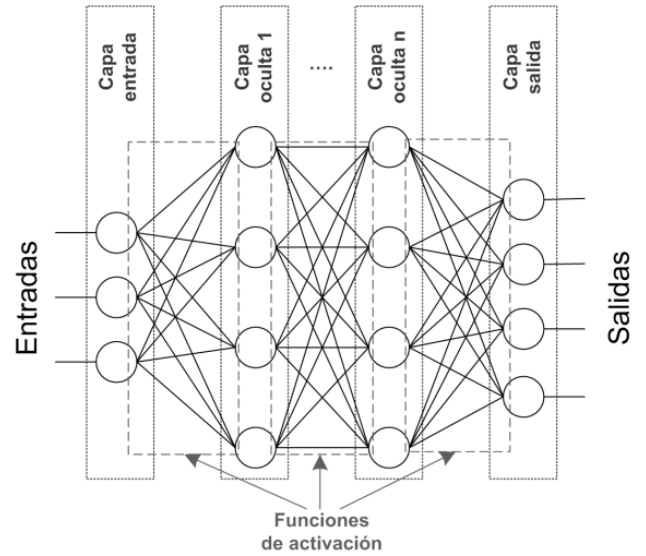 Capa
entrada
Capa
oculta 1
....
Capa
oculta n
Capa
salida
Entradas
Salidas
Funciones
de activación